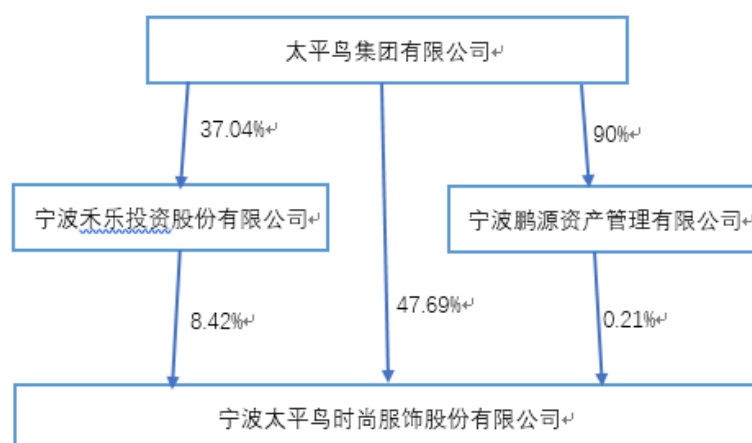 太平鸟集团有限公司
37.04%
90%
宁波禾乐投资股份有限公司
宁波鹏源资产管理有限公司
8.42%
47.69%
0.21%
宁波太平鸟时尚服饰股份有限公司